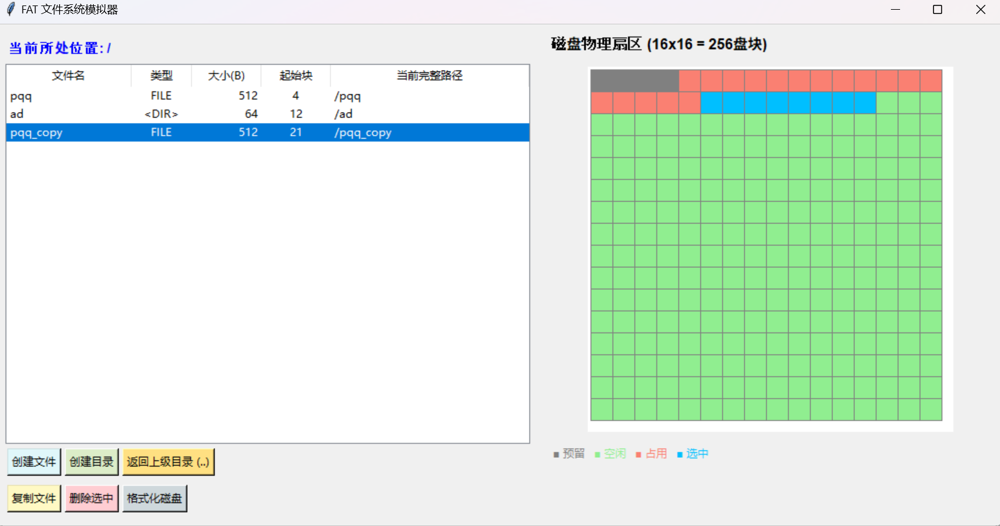 FAT 文件系统模拟器
当前所处位置: /
文件名 类型 大小(B) 起始块 当前完整路径
pqq FILE 512 4 /pqq
ad <DIR> 64 12 /ad
pqq_copy FILE 512 21 /pqq_copy
创建文件 创建目录 返回上级目录 (..)
复制文件 删除选中 格式化磁盘
磁盘物理扇区 (16x16 = 256盘块)
■ 预留 ■ 空闲 ■ 占用 ■ 选中